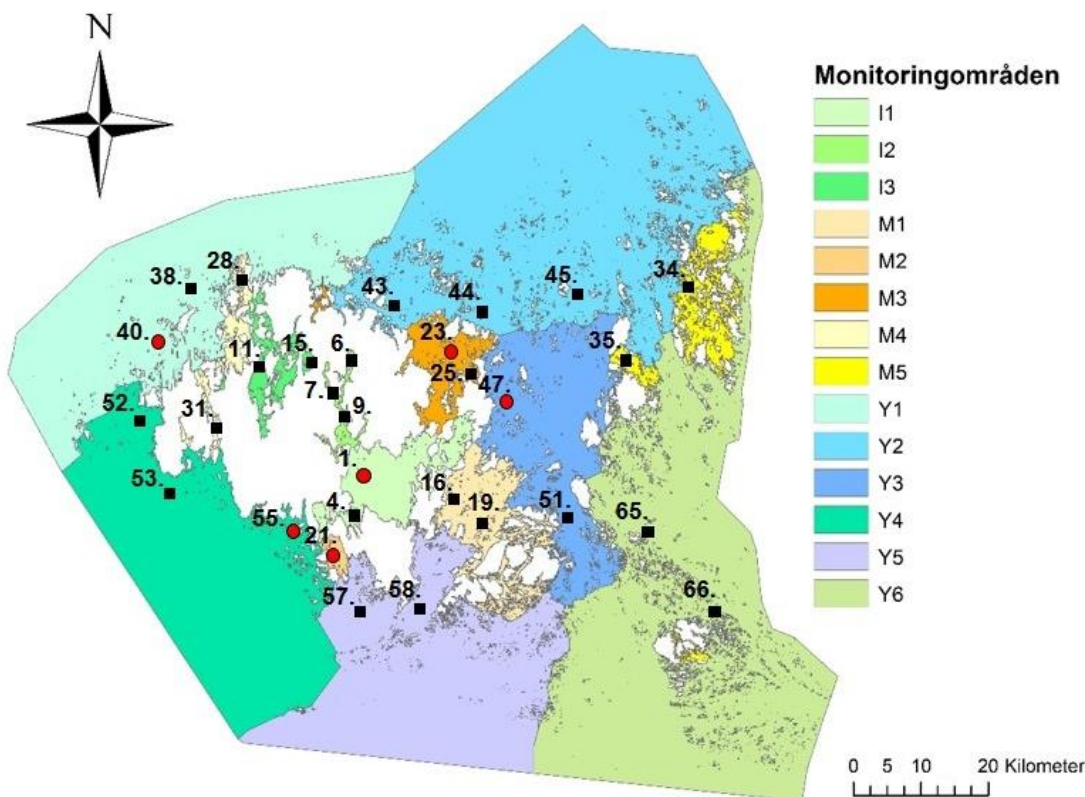 N
Monitoringområden
I1
I2
I3
M1
M2
M3
M4
M5
Y1
Y2
Y3
Y4
Y5
Y6
28.
38.
34.
45.
43.
44.
40.
23.
15.
6.
35.
11.
25.
7.
47.
52.
31.
9.
1.
53.
16.
4.
19.
51.
55.
21.
65.
57.
58.
66.
0 5 10 20 Kilometer